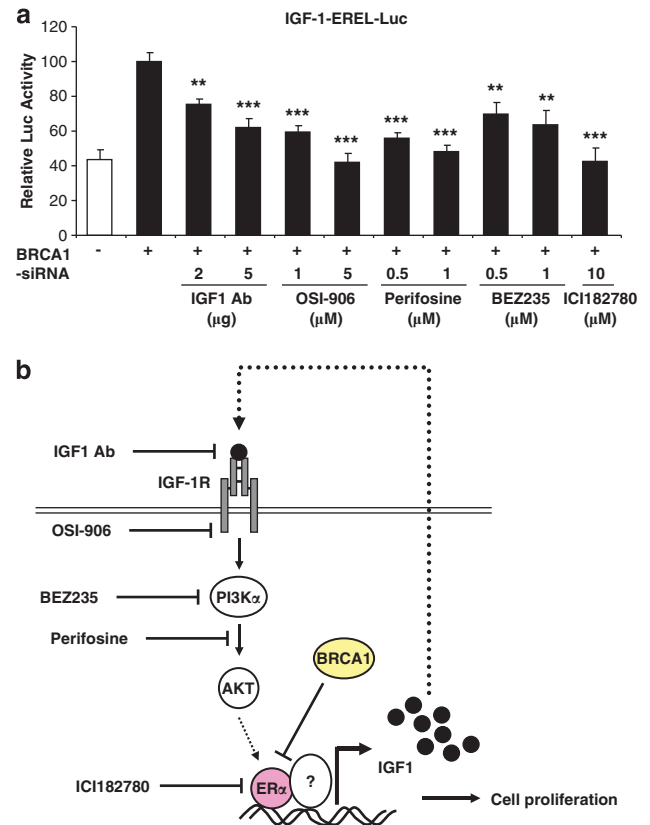 a
IGF-1-EREL-Luc
Relative Luc Activity
120
100
80
60
40
20
0
** *** *** *** *** *** ** ** ***
BRCA1 - + + + + + + + + + +
-siRNA 2 5 1 5 0.5 1 0.5 1 10
IGF1 Ab OSI-906 Perifosine BEZ235 ICI182780
(µg) (µM) (µM) (µM) (µM)
b
IGF1 Ab
IGF-1R
OSI-906
BEZ235
PI3Kα
Perifosine
BRCA1
AKT
IGF1
ICI182780
ERα
?
Cell proliferation